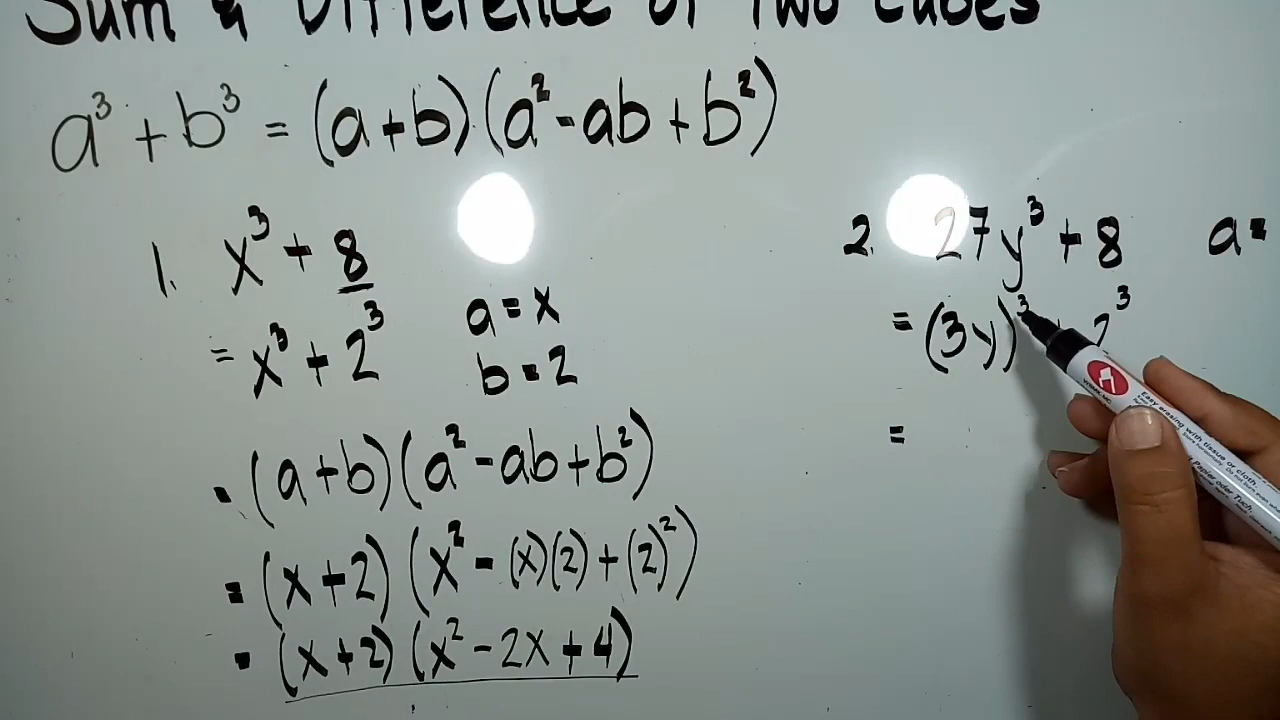 Sum & Difference of Two Cubes
a³ + b³ = (a+b)(a²-ab+b²)
1. x³ + 8
= x³ + 2³
a = x
b = 2
= (a+b)(a²-ab+b²)
= (x+2)(x² - (x)(2) + (2)²)
= (x+2)(x² - 2x + 4)
2. 27y³ + 8
a =
= (3y)³ + 2³
=
Easy erasing with tissue or cloth.